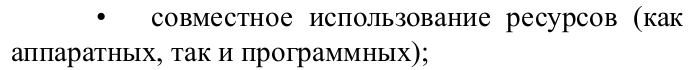 • совместное использование ресурсов (как
аппаратных, так и программных);